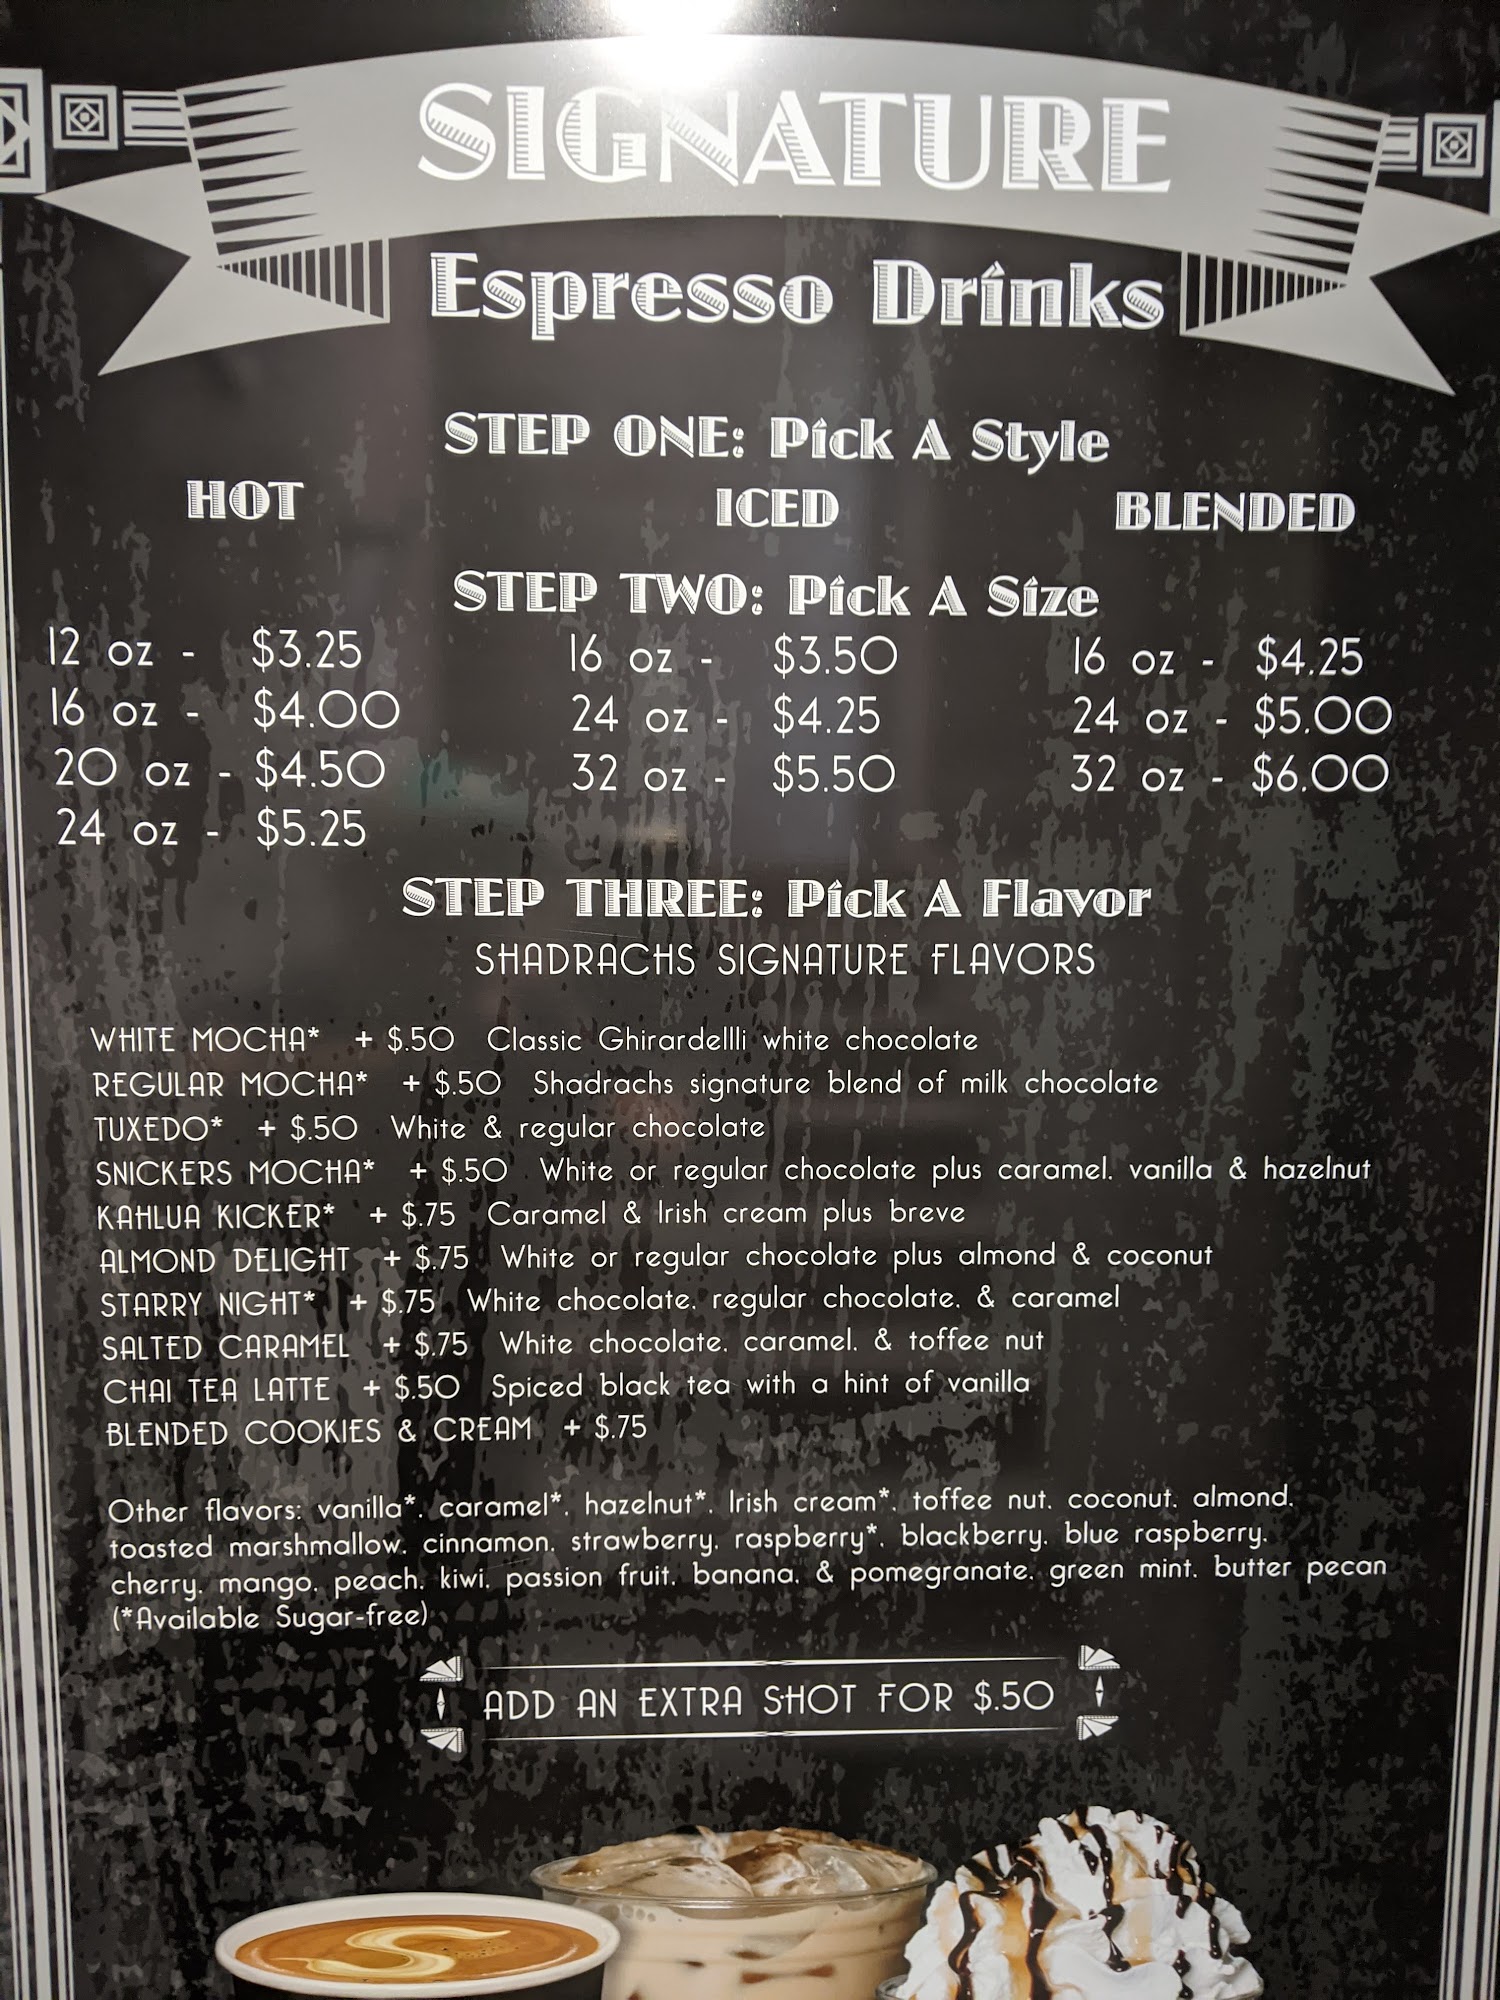 SIGNATURE
Espresso Drinks
STEP ONE: Pick A Style
HOT ICED BLENDED
STEP TWO: Pick A Size
12 oz - $3.25 16 oz - $3.50 16 oz - $4.25
16 oz - $4.00 24 oz - $4.25 24 oz - $5.00
20 oz - $4.50 32 oz - $5.50 32 oz - $6.00
24 oz - $5.25
STEP THREE: Pick A Flavor
SHADRACHS SIGNATURE FLAVORS
WHITE MOCHA* + $.50 Classic Ghirardellli white chocolate
REGULAR MOCHA* + $.50 Shadrachs signature blend of milk chocolate
TUXEDO* + $.50 White & regular chocolate
SNICKERS MOCHA* + $.50 White or regular chocolate plus caramel, vanilla & hazelnut
KAHLUA KICKER* + $.75 Caramel & Irish cream plus breve
ALMOND DELIGHT + $.75 White or regular chocolate plus almond & coconut
STARRY NIGHT* + $.75 White chocolate, regular chocolate, & caramel
SALTED CARAMEL + $.75 White chocolate, caramel, & toffee nut
CHAI TEA LATTE + $.50 Spiced black tea with a hint of vanilla
BLENDED COOKIES & CREAM + $.75
Other flavors: vanilla*, caramel*, hazelnut*, Irish cream*, toffee nut, coconut, almond,
toasted marshmallow, cinnamon, strawberry, raspberry*, blackberry, blue raspberry,
cherry, mango, peach, kiwi, passion fruit, banana, & pomegranate, green mint, butter pecan
(*Available Sugar-free)
ADD AN EXTRA SHOT FOR $.50
S